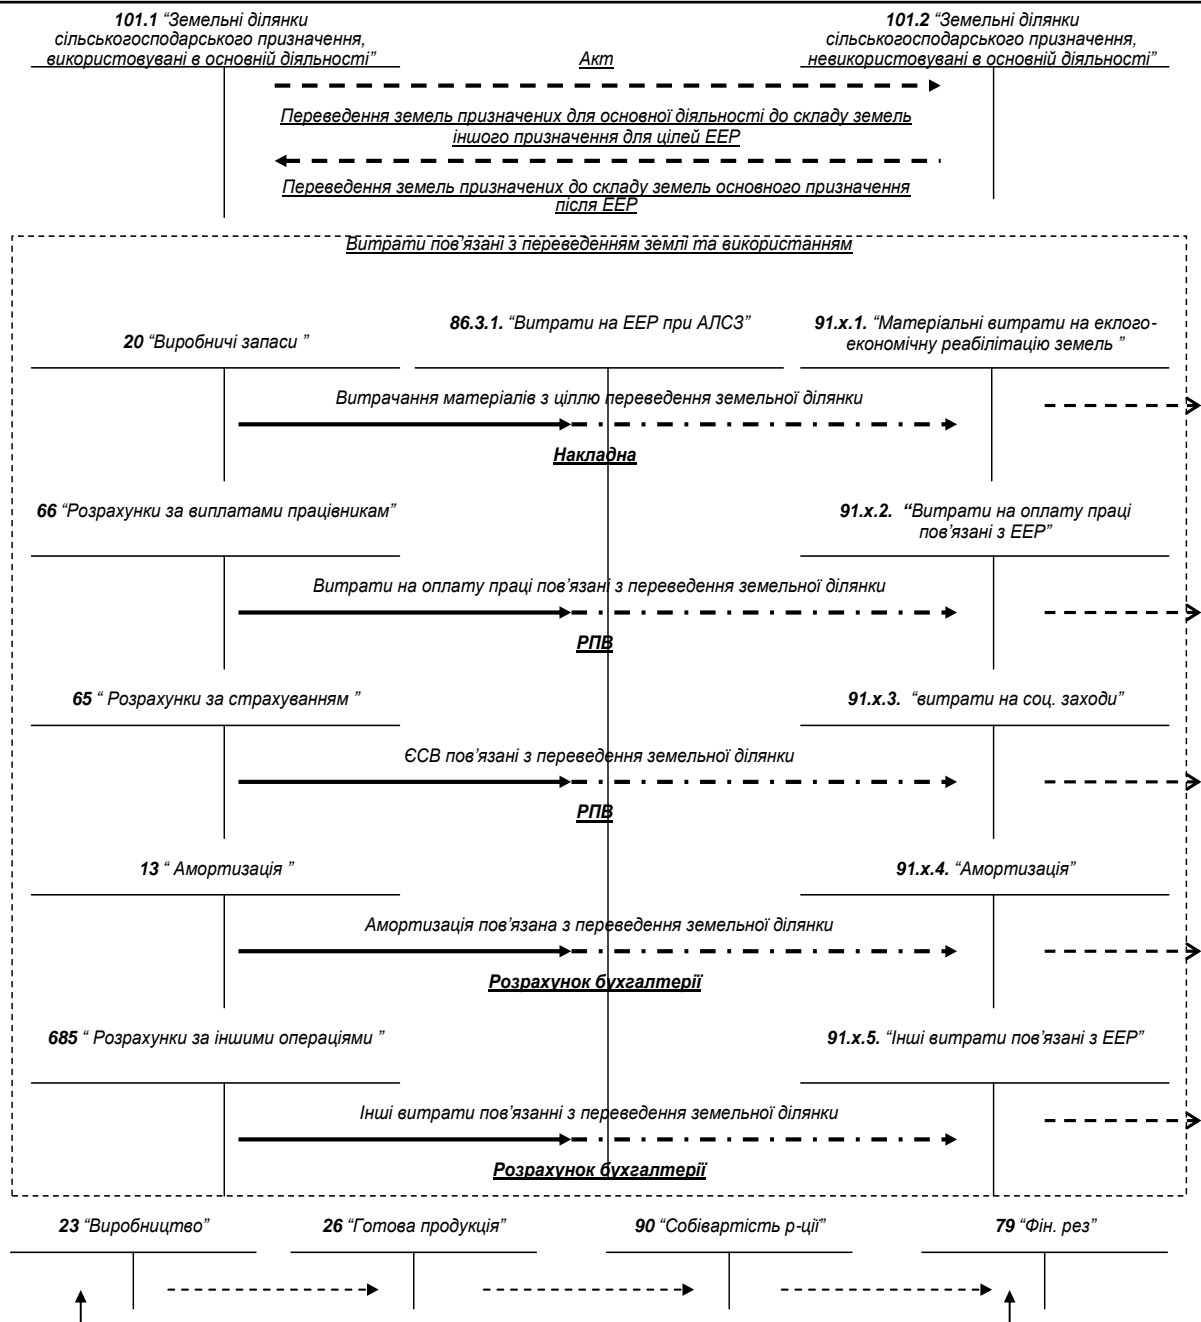 101.1 “Земельні ділянки
сільськогосподарського призначення,
використовувані в основній діяльності”
Акт
101.2 “Земельні ділянки
сільськогосподарського призначення,
невикористовувані в основній діяльності”
Переведення земель призначених для основної діяльності до складу земель
іншого призначення для цілей ЕЕР
Переведення земель призначених до складу земель основного призначення
після ЕЕР
Витрати пов’язані з переведенням землі та використанням
20 “Виробничі запаси ”
86.3.1. “Витрати на ЕЕР при АЛСЗ”
91.х.1. “Матеріальні витрати на еклого-
економічну реабілітацію земель ”
Витрачання матеріалів з ціллю переведення земельної ділянки
Накладна
66 “Розрахунки за виплатами працівникам”
91.х.2. “Витрати на оплату праці
пов’язані з ЕЕР”
Витрати на оплату праці пов’язані з переведення земельної ділянки
РПВ
65 “ Розрахунки за страхуванням ”
91.х.3. “витрати на соц. заходи”
ЄСВ пов’язані з переведення земельної ділянки
РПВ
13 “ Амортизація ”
91.х.4. “Амортизація”
Амортизація пов’язана з переведення земельної ділянки
Розрахунок бухгалтерії
685 “ Розрахунки за іншими операціями ”
91.х.5. “Інші витрати пов’язані з ЕЕР”
Інші витрати пов’язанні з переведення земельної ділянки
Розрахунок бухгалтерії
23 “Виробництво”
26 “Готова продукція”
90 “Собівартість р-ції”
79 “Фін. рез”